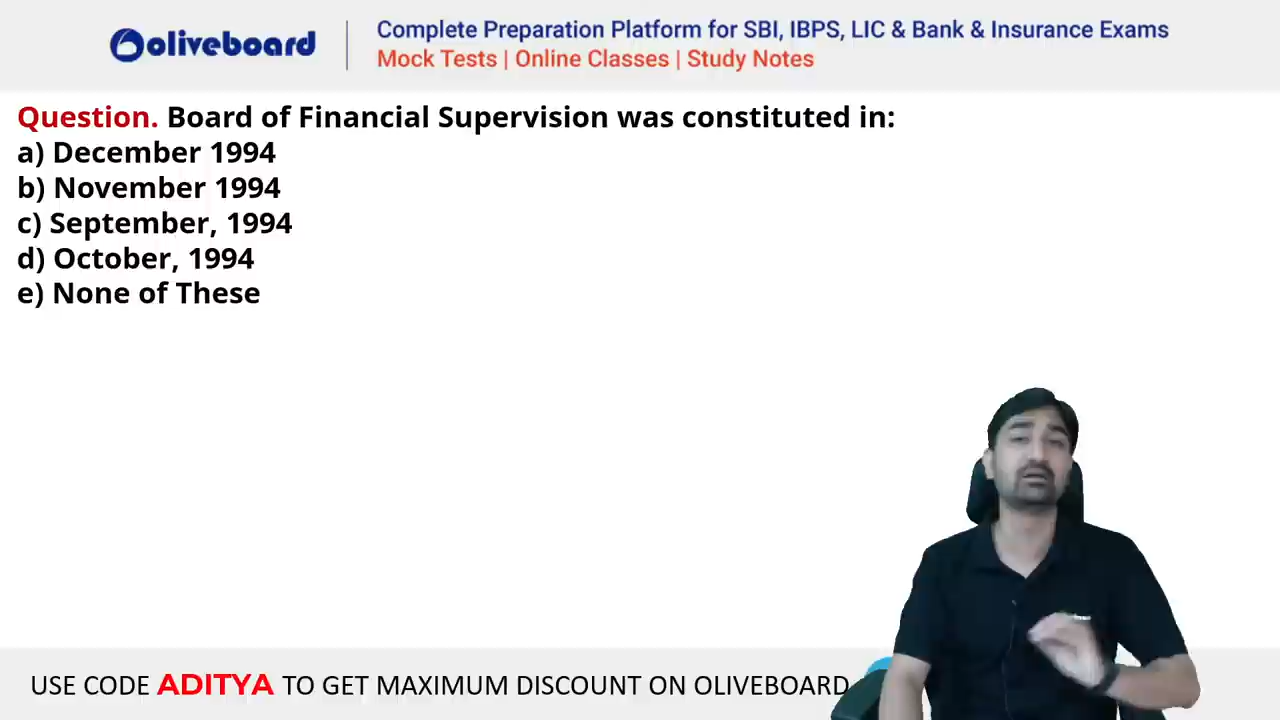 oliveboard
Complete Preparation Platform for SBI, IBPS, LIC & Bank & Insurance Exams
Mock Tests | Online Classes | Study Notes
Question. Board of Financial Supervision was constituted in:
a) December 1994
b) November 1994
c) September, 1994
d) October, 1994
e) None of These
USE CODE ADITYA TO GET MAXIMUM DISCOUNT ON OLIVEBOARD